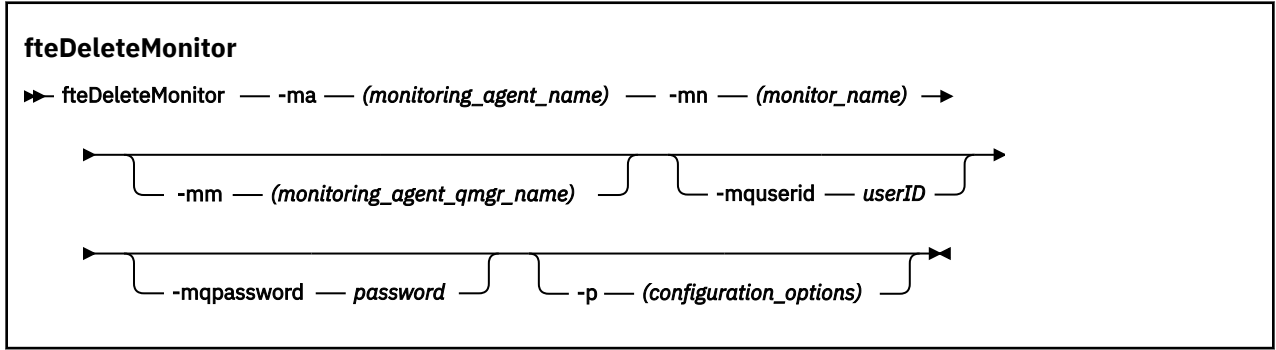 fteDeleteMonitor
fteDeleteMonitor -ma (monitoring_agent_name) -mn (monitor_name)
-mm (monitoring_agent_qmgr_name) -mquserid userID
-mqpassword password -p (configuration_options)